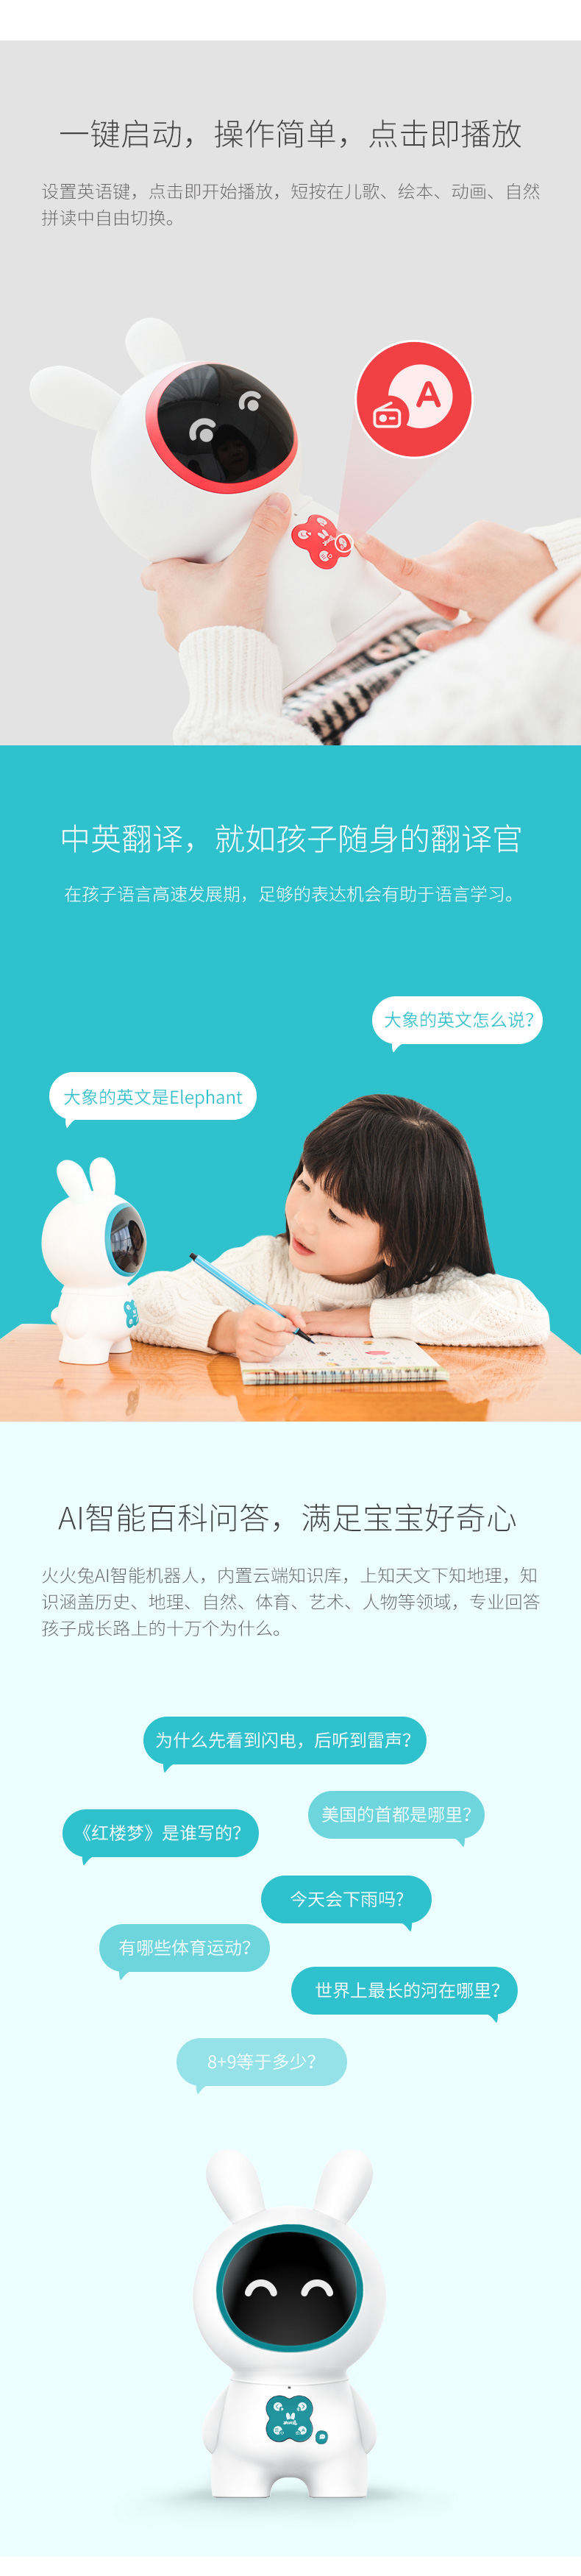 一键启动，操作简单，点击即播放
设置英语键，点击即开始播放，短按在儿歌、绘本、动画、自然
拼读中自由切换。
A
中英翻译，就如孩子随身的翻译官
在孩子语言高速发展期，足够的表达机会有助于语言学习。
大象的英文怎么说？
大象的英文是Elephant
AI智能百科问答，满足宝宝好奇心
火火兔AI智能机器人，内置云端知识库，上知天文下知地理，知
识涵盖历史、地理、自然、体育、艺术、人物等领域，专业回答
孩子成长路上的十万个为什么。
为什么先看到闪电，后听到雷声？
美国的首都是哪里？
《红楼梦》是谁写的？
今天会下雨吗？
有哪些体育运动？
世界上最长的河在哪里？
8+9等于多少？